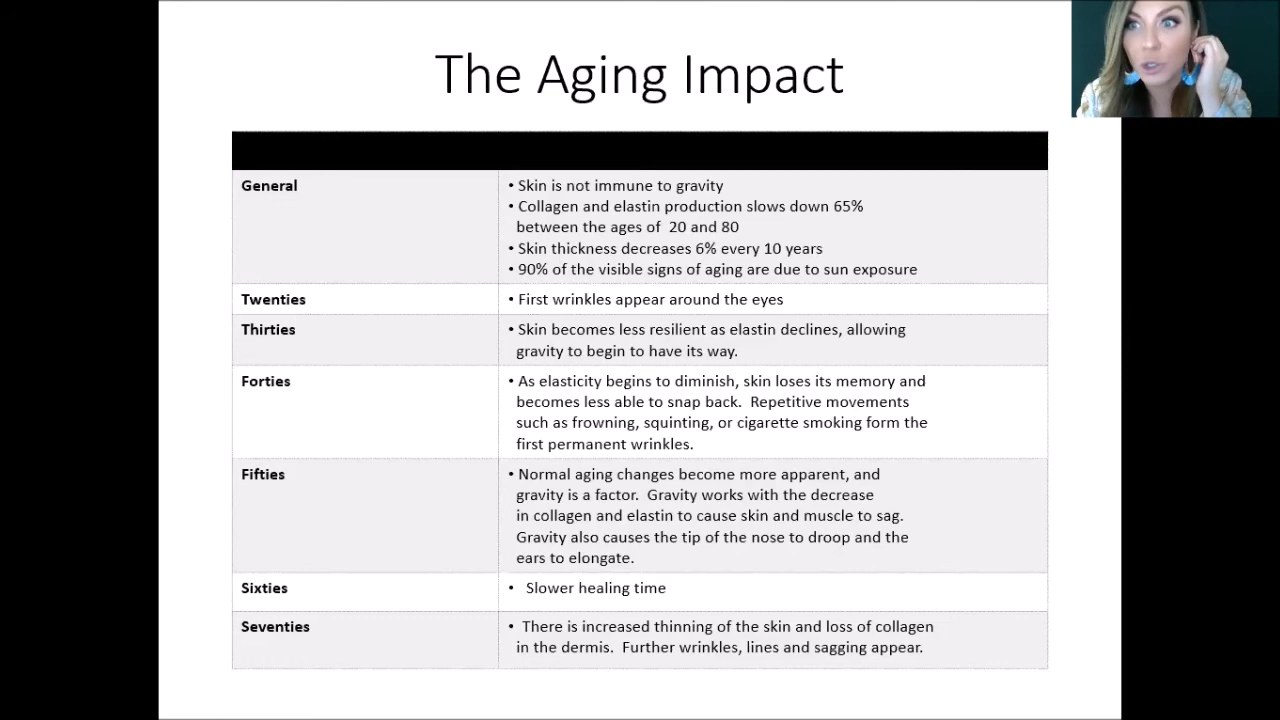 The Aging Impact
General
• Skin is not immune to gravity
• Collagen and elastin production slows down 65%
between the ages of  20 and 80
• Skin thickness decreases 6% every 10 years
• 90% of the visible signs of aging are due to sun exposure
Twenties
• First wrinkles appear around the eyes
Thirties
• Skin becomes less resilient as elastin declines, allowing
gravity to begin to have its way.
Forties
• As elasticity begins to diminish, skin loses its memory and
becomes less able to snap back.  Repetitive movements
such as frowning, squinting, or cigarette smoking form the
first permanent wrinkles.
Fifties
• Normal aging changes become more apparent, and
gravity is a factor.  Gravity works with the decrease
in collagen and elastin to cause skin and muscle to sag.
Gravity also causes the tip of the nose to droop and the
ears to elongate.
Sixties
• Slower healing time
Seventies
• There is increased thinning of the skin and loss of collagen
in the dermis.  Further wrinkles, lines and sagging appear.